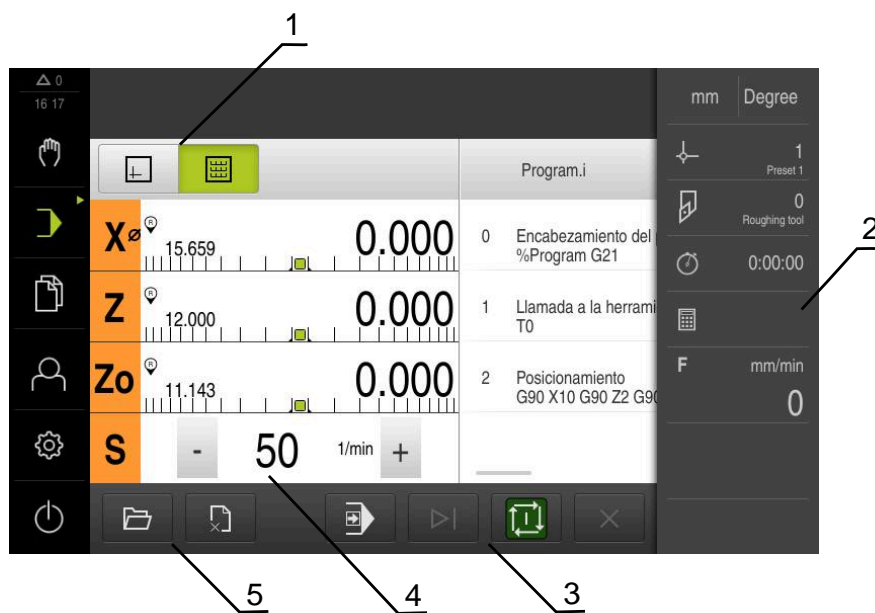 1
0
16 17
mm
Degree
1
Preset 1
Program.i
0
Roughing tool
X⌀
R
15.659
0.000
0
Encabezamiento del
%Program G21
0:00:00
2
Z
R
12.000
0.000
1
Llamada a la herrami
T0
F
mm/min
0
Zo
R
11.143
0.000
2
Posicionamiento
G90 X10 G90 Z2 G90
S
-
50
1/min
+
5
4
3